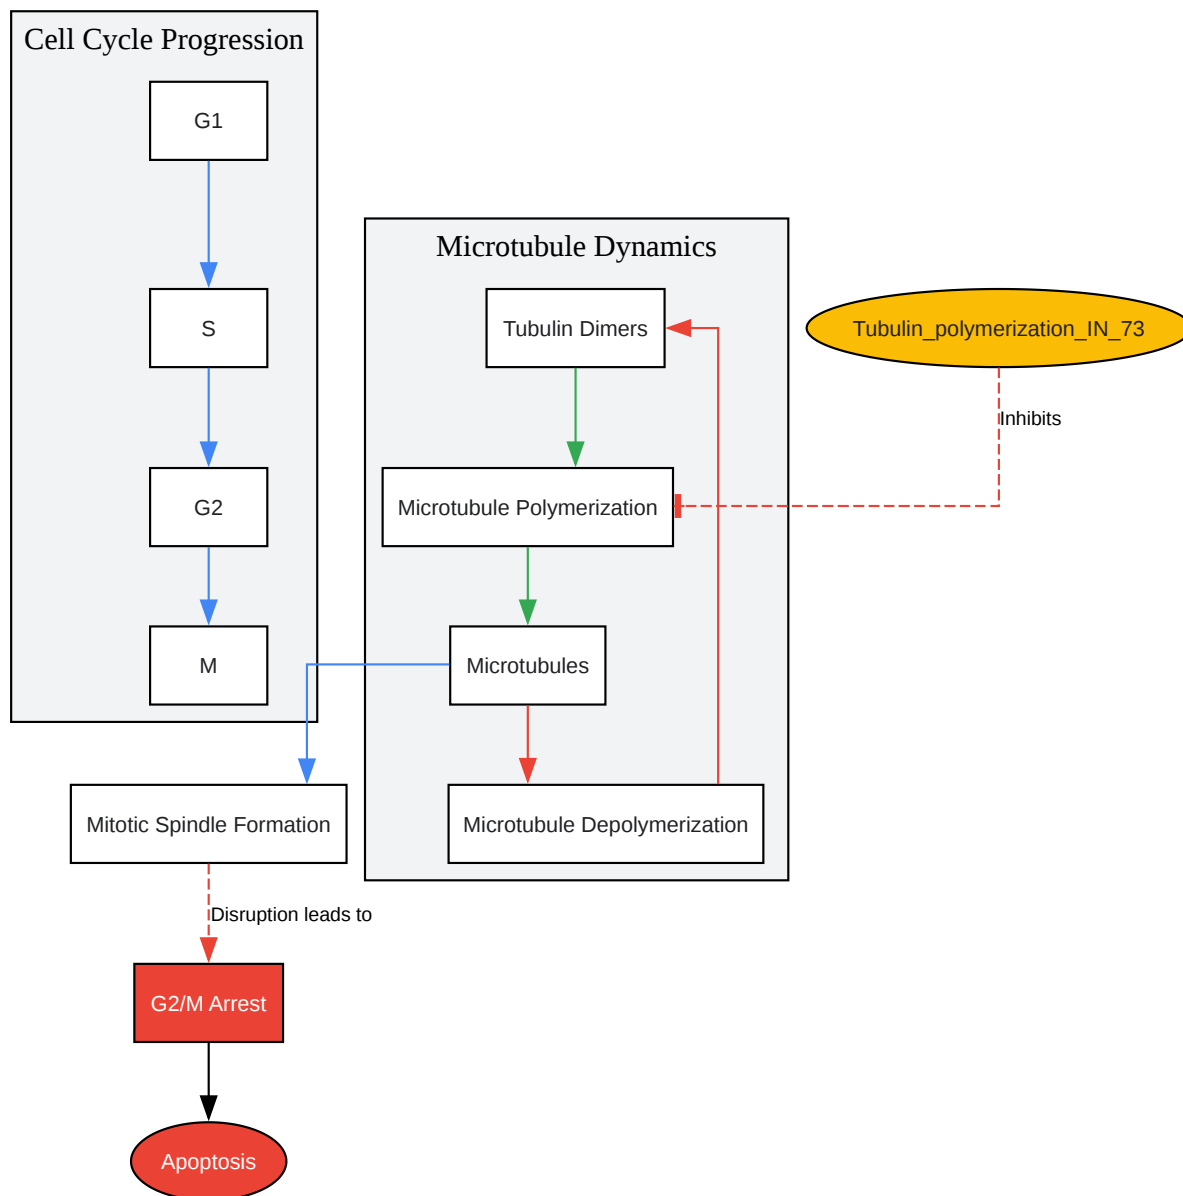 Cell Cycle Progression
G1
S
G2
M
Microtubule Dynamics
Tubulin Dimers
Microtubule Polymerization
Microtubules
Microtubule Depolymerization
Tubulin_polymerization_IN_73
Inhibits
Mitotic Spindle Formation
Disruption leads to
G2/M Arrest
Apoptosis